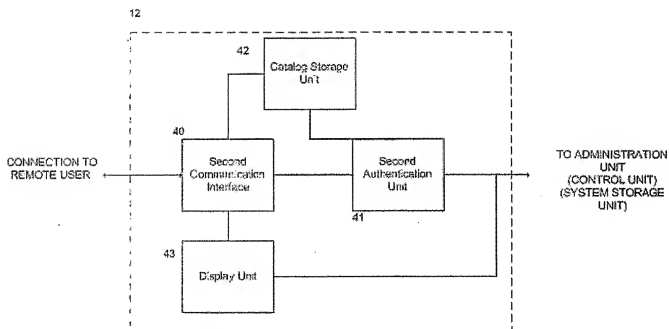 12
42
Catalog Storage
Unit
40
CONNECTION TO
REMOTE USER
Second
Communication
Interface
Second
Authentication
Unit
41
TO ADMINISTRATION
UNIT
(CONTROL UNIT)
(SYSTEM STORAGE
UNIT)
43
Display Unit